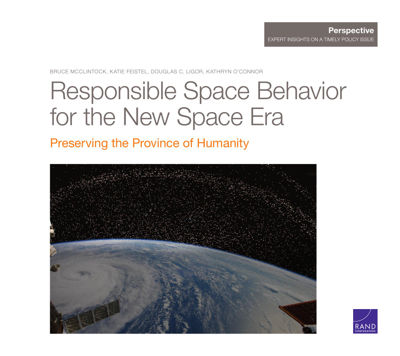 Perspective
EXPERT INSIGHTS ON A TIMELY POLICY ISSUE
BRUCE MCCLINTOCK, KATIE FEISTEL, DOUGLAS C. LIGOR, KATHRYN O'CONNOR
Responsible Space Behavior
for the New Space Era
Preserving the Province of Humanity
RAND
CORPORATION